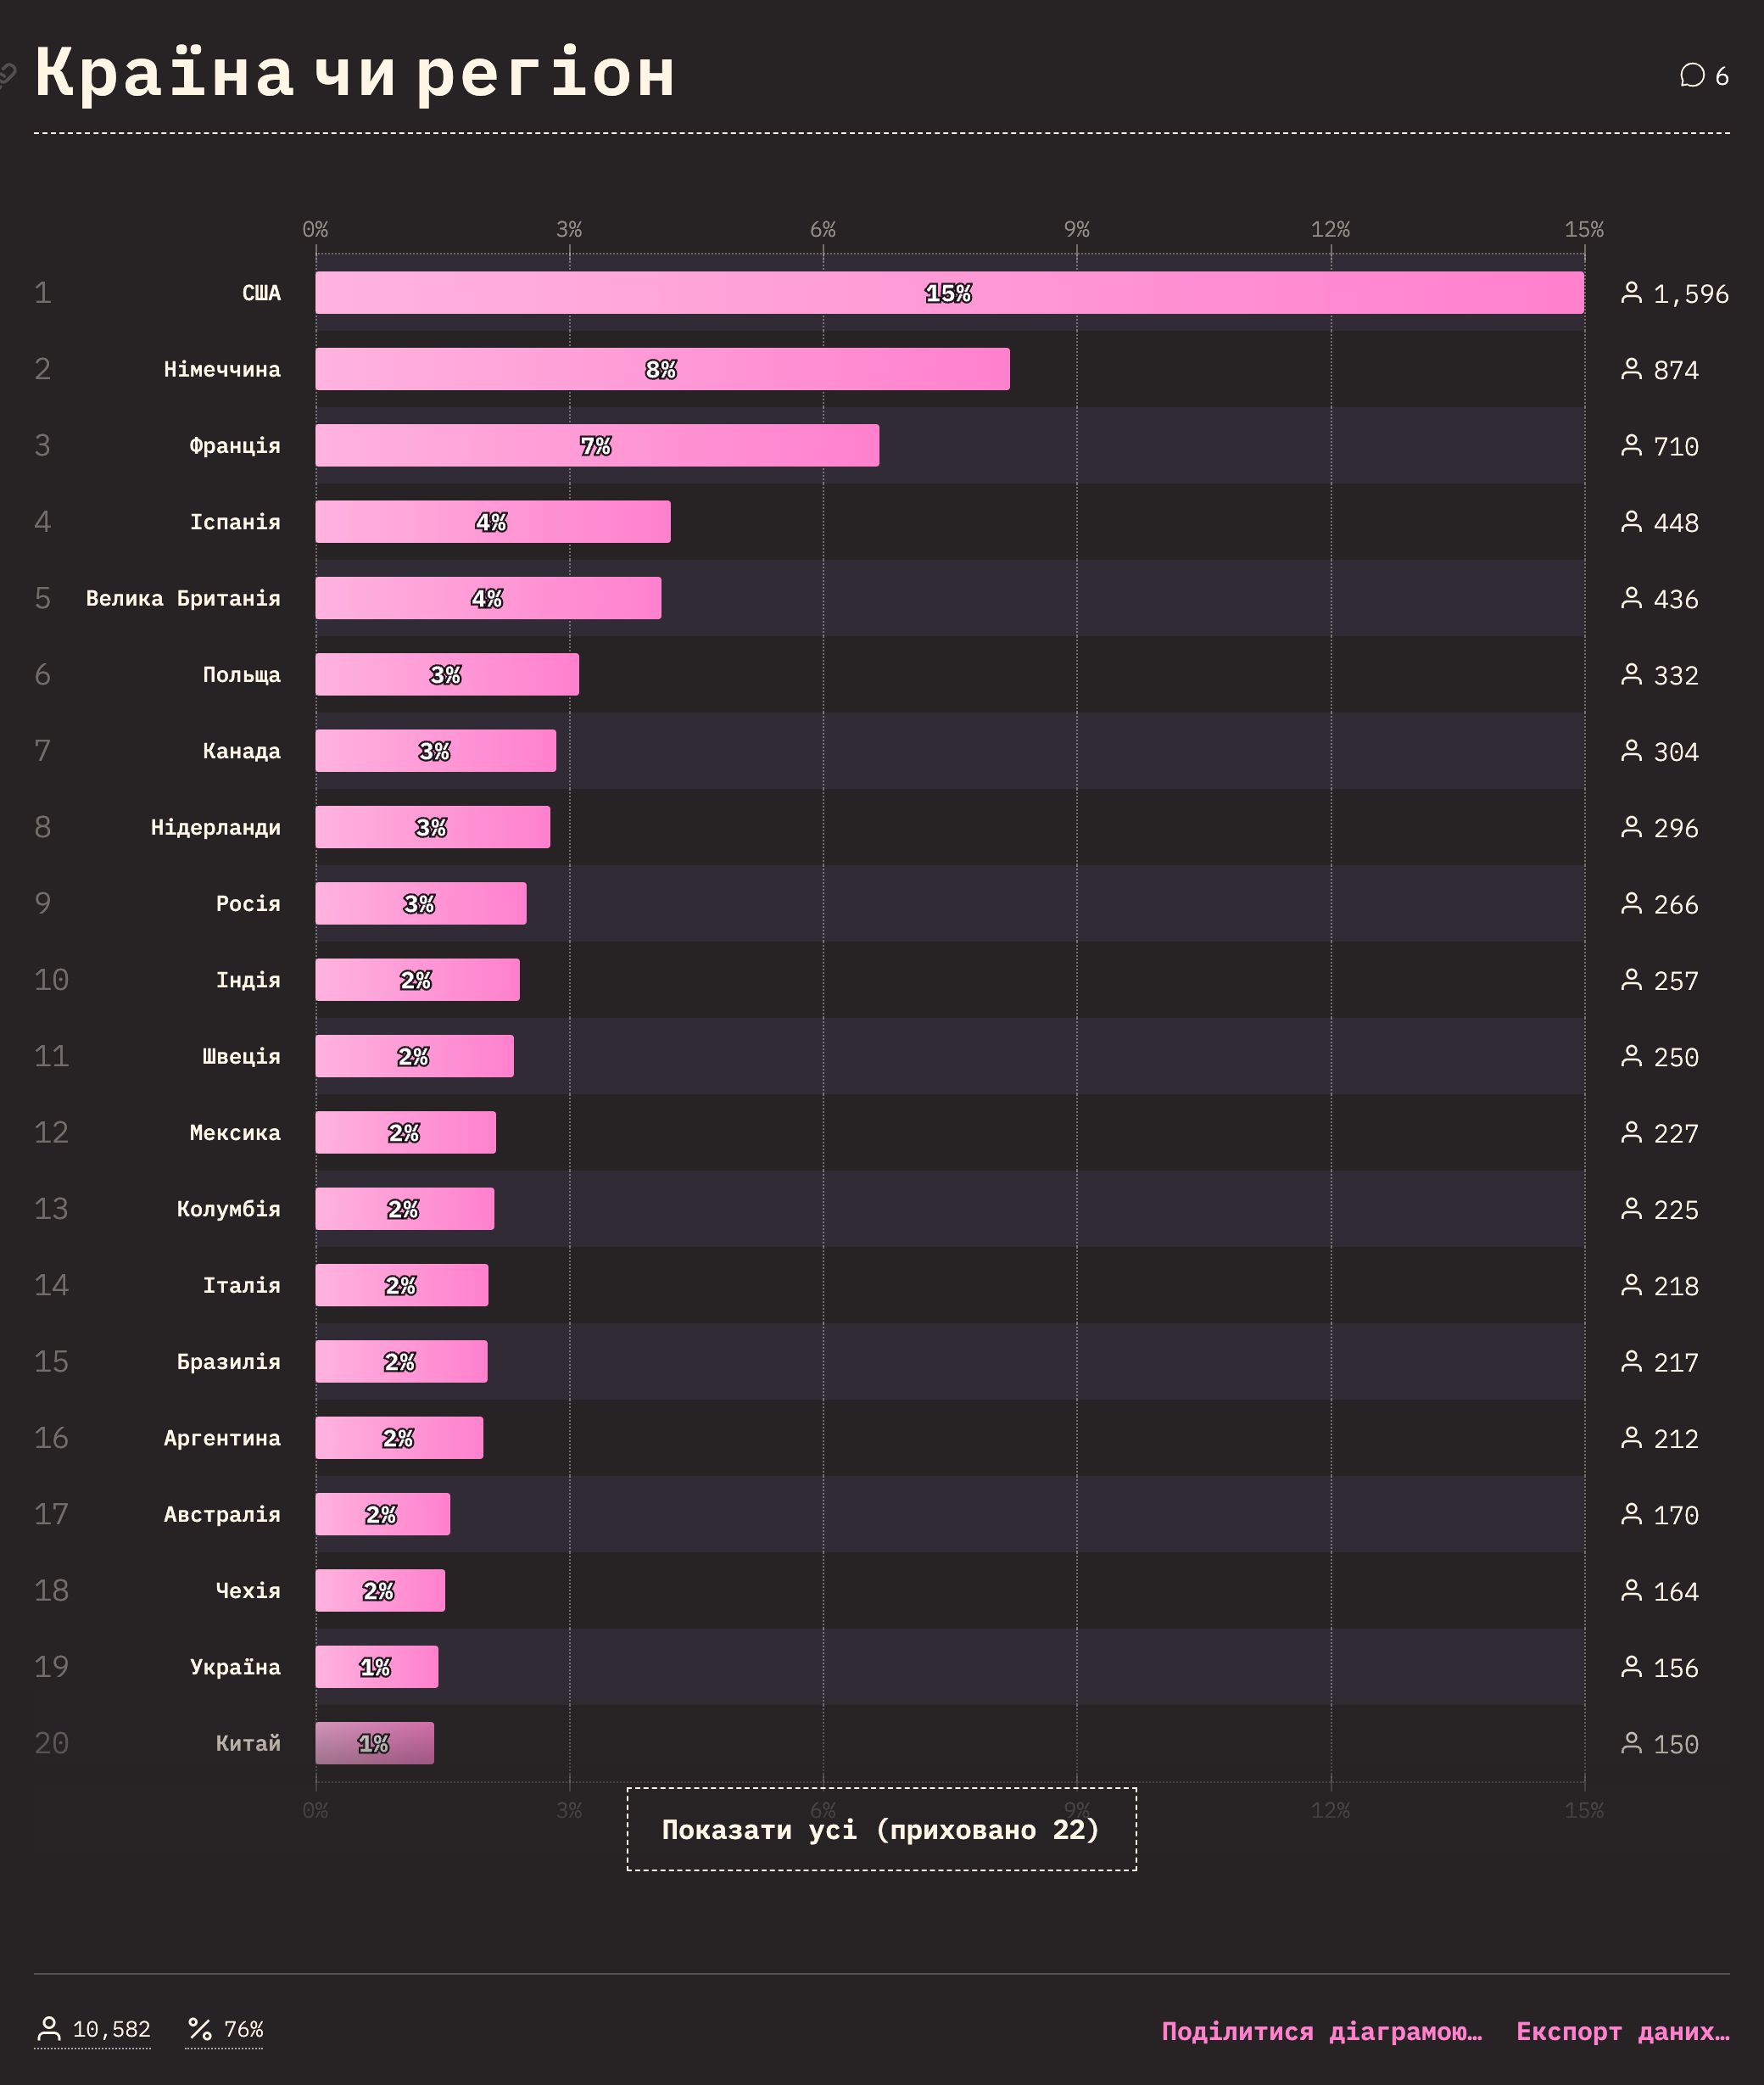 Країна чи регіон
6
0% 3% 6% 9% 12% 15%
1 США 15% 1,596
2 Німеччина 8% 874
3 Франція 7% 710
4 Іспанія 4% 448
5 Велика Британія 4% 436
6 Польща 3% 332
7 Канада 3% 304
8 Нідерланди 3% 296
9 Росія 3% 266
10 Індія 2% 257
11 Швеція 2% 250
12 Мексика 2% 227
13 Колумбія 2% 225
14 Італія 2% 218
15 Бразилія 2% 217
16 Аргентина 2% 212
17 Австралія 2% 170
18 Чехія 2% 164
19 Україна 1% 156
20 Китай 1% 150
0% 3% 6% 9% 12% 15%
Показати усі (приховано 22)
10,582 76% Поділитися діаграмою… Експорт даних…